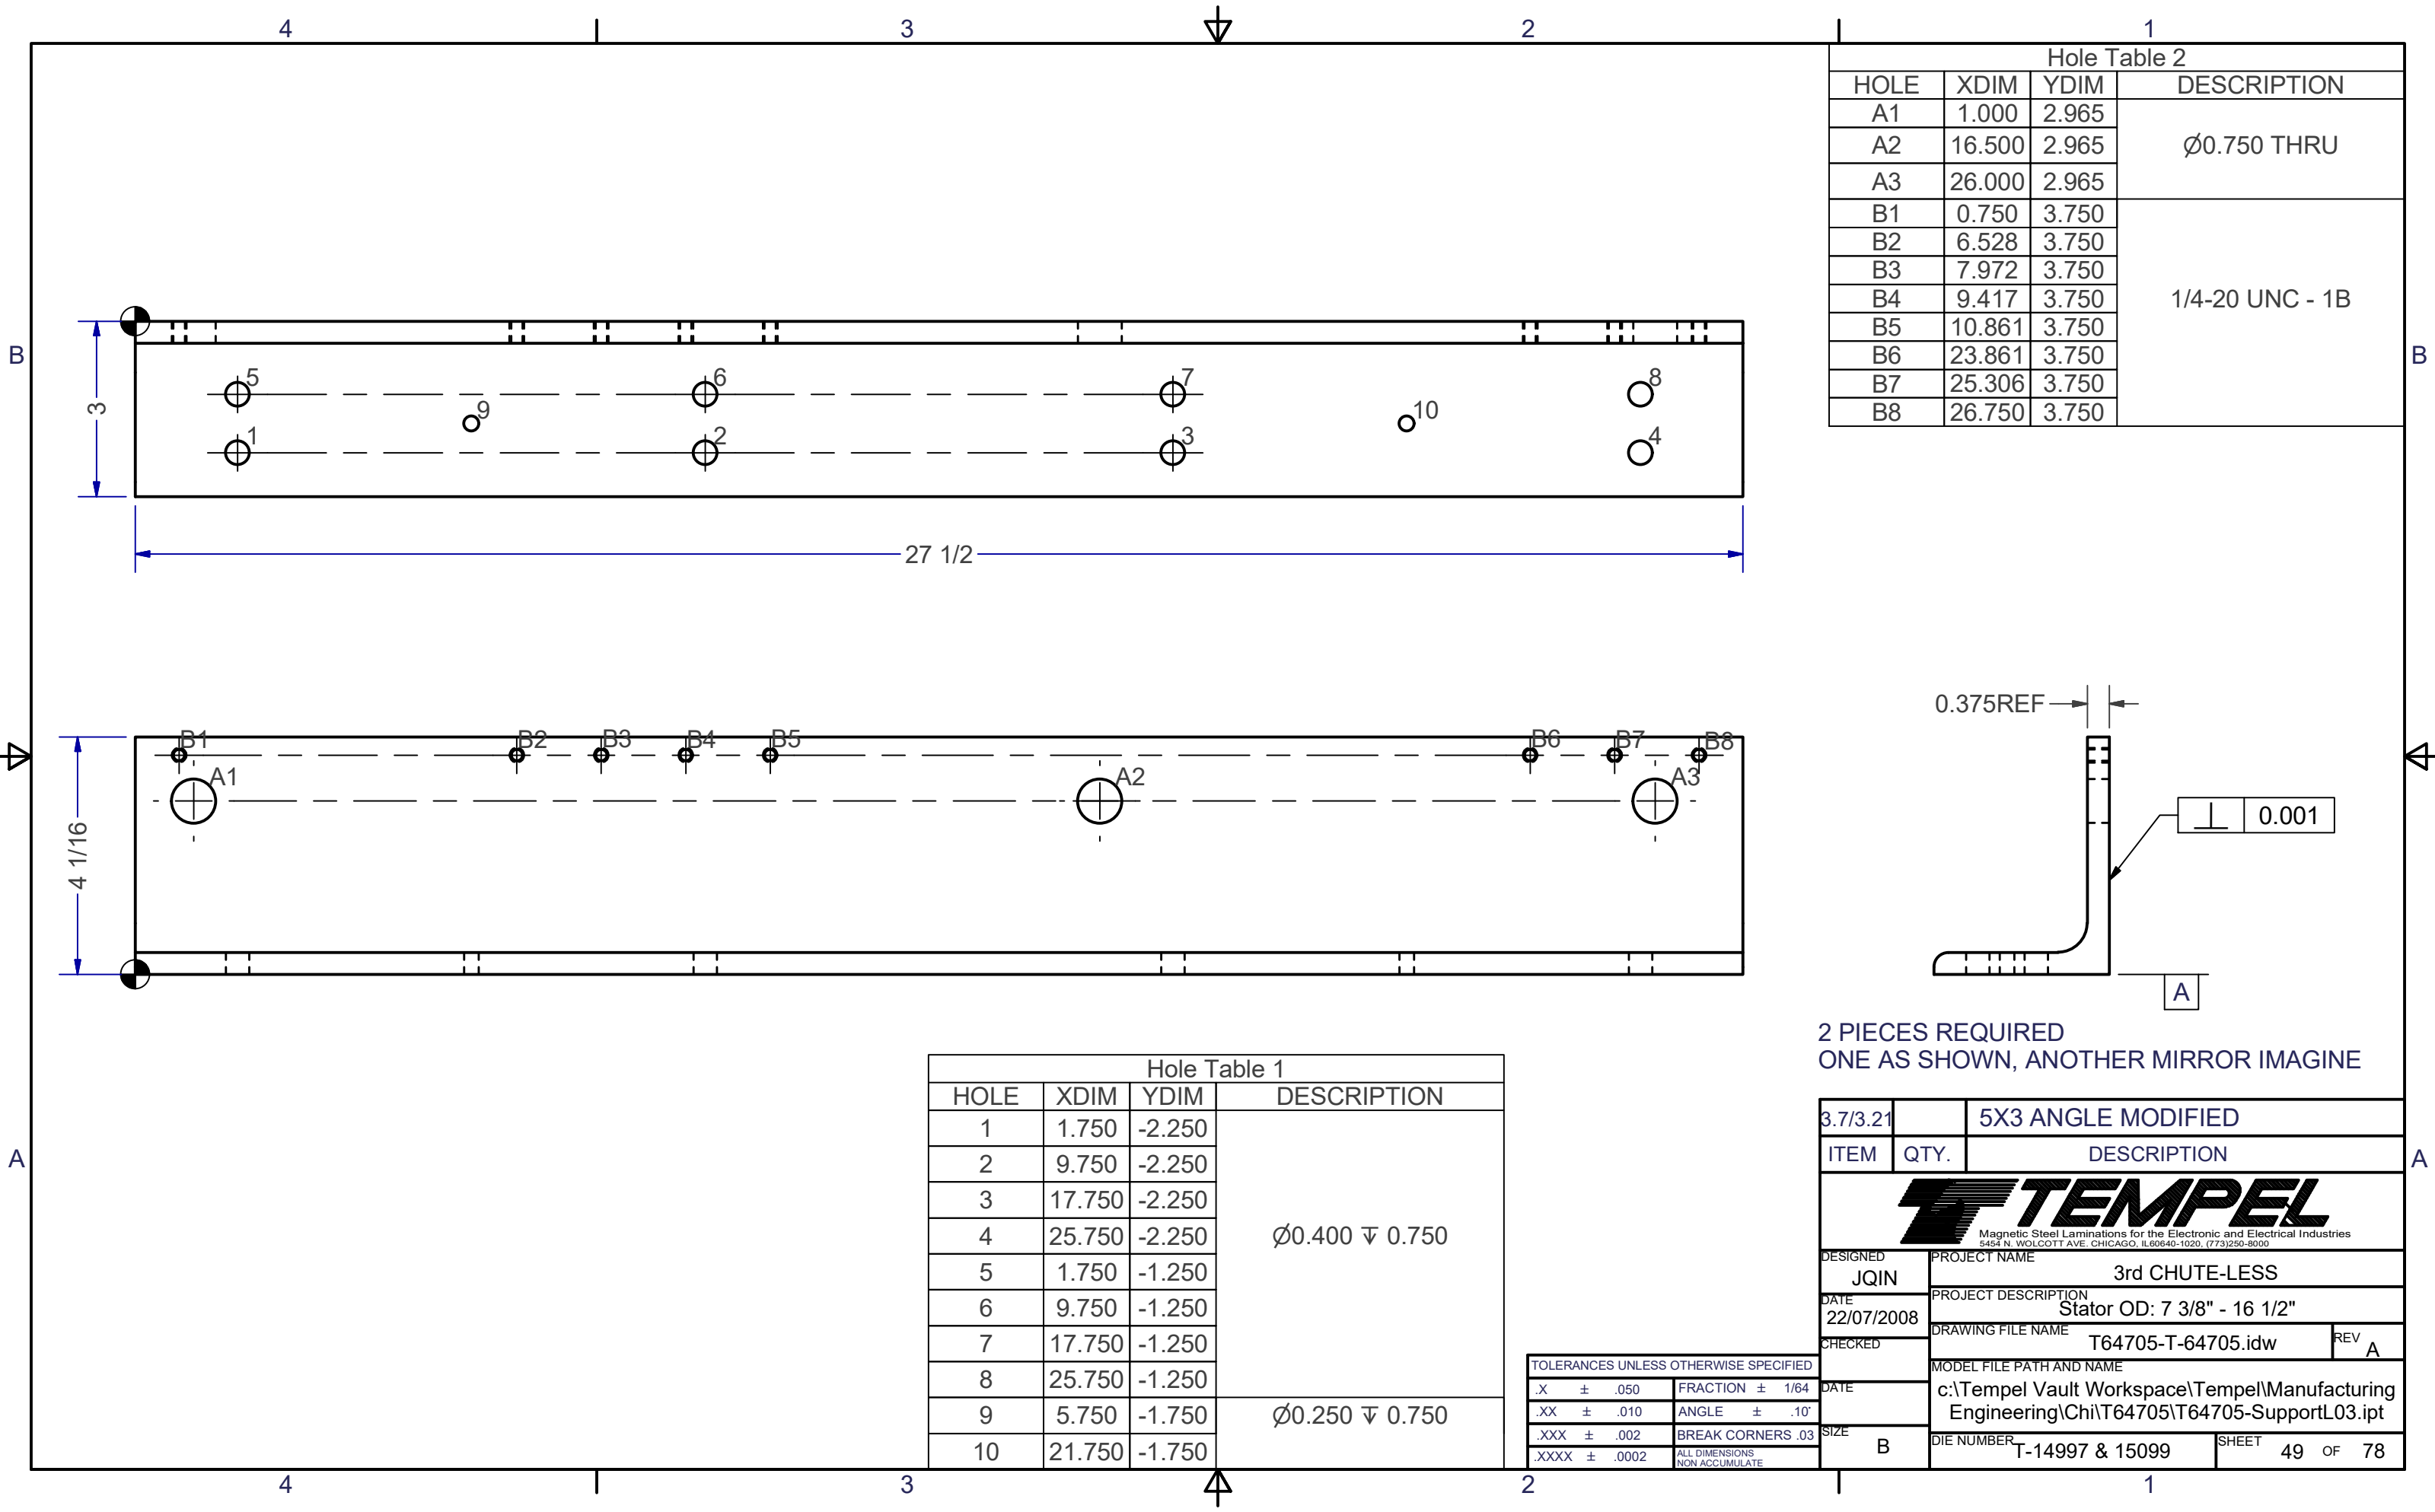 4 3 2 1
Hole Table 2
HOLE XDIM YDIM DESCRIPTION
A1 1.000 2.965
A2 16.500 2.965 Ø0.750 THRU
A3 26.000 2.965
B1 0.750 3.750
B2 6.528 3.750
B3 7.972 3.750
B4 9.417 3.750 1/4-20 UNC - 1B
B5 10.861 3.750
B6 23.861 3.750
B7 25.306 3.750
B8 26.750 3.750
B B
3
5 6 7 8
9 10
1 2 3 4
27 1/2
0.375REF
B1 B2 B3 B4 B5 B6 B7 B8
A1 A2 A3
4 1/16
⊥ 0.001
A
2 PIECES REQUIRED
ONE AS SHOWN, ANOTHER MIRROR IMAGINE
Hole Table 1
HOLE XDIM YDIM DESCRIPTION
1 1.750 -2.250
2 9.750 -2.250
3 17.750 -2.250
4 25.750 -2.250 Ø0.400 ↧ 0.750
5 1.750 -1.250
6 9.750 -1.250
7 17.750 -1.250
8 25.750 -1.250
9 5.750 -1.750 Ø0.250 ↧ 0.750
10 21.750 -1.750
A A
3.7/3.21 5X3 ANGLE MODIFIED
ITEM QTY. DESCRIPTION
TEMPEL
Magnetic Steel Laminations for the Electronic and Electrical Industries
5454 N. WOLCOTT AVE. CHICAGO, IL60640-1020, (773)250-8000
DESIGNED
JQIN
PROJECT NAME
3rd CHUTE-LESS
DATE
22/07/2008
PROJECT DESCRIPTION
Stator OD: 7 3/8" - 16 1/2"
CHECKED
DRAWING FILE NAME
T64705-T-64705.idw
REV
A
DATE
MODEL FILE PATH AND NAME
c:\Tempel Vault Workspace\Tempel\Manufacturing
Engineering\Chi\T64705\T64705-SupportL03.ipt
SIZE
B
DIE NUMBER
T-14997 & 15099
SHEET 49 OF 78
TOLERANCES UNLESS OTHERWISE SPECIFIED
.X ± .050 FRACTION ± 1/64
.XX ± .010 ANGLE ± .10°
.XXX ± .002 BREAK CORNERS .03
.XXXX ± .0002 ALL DIMENSIONS
NON ACCUMULATE
4 3 2 1